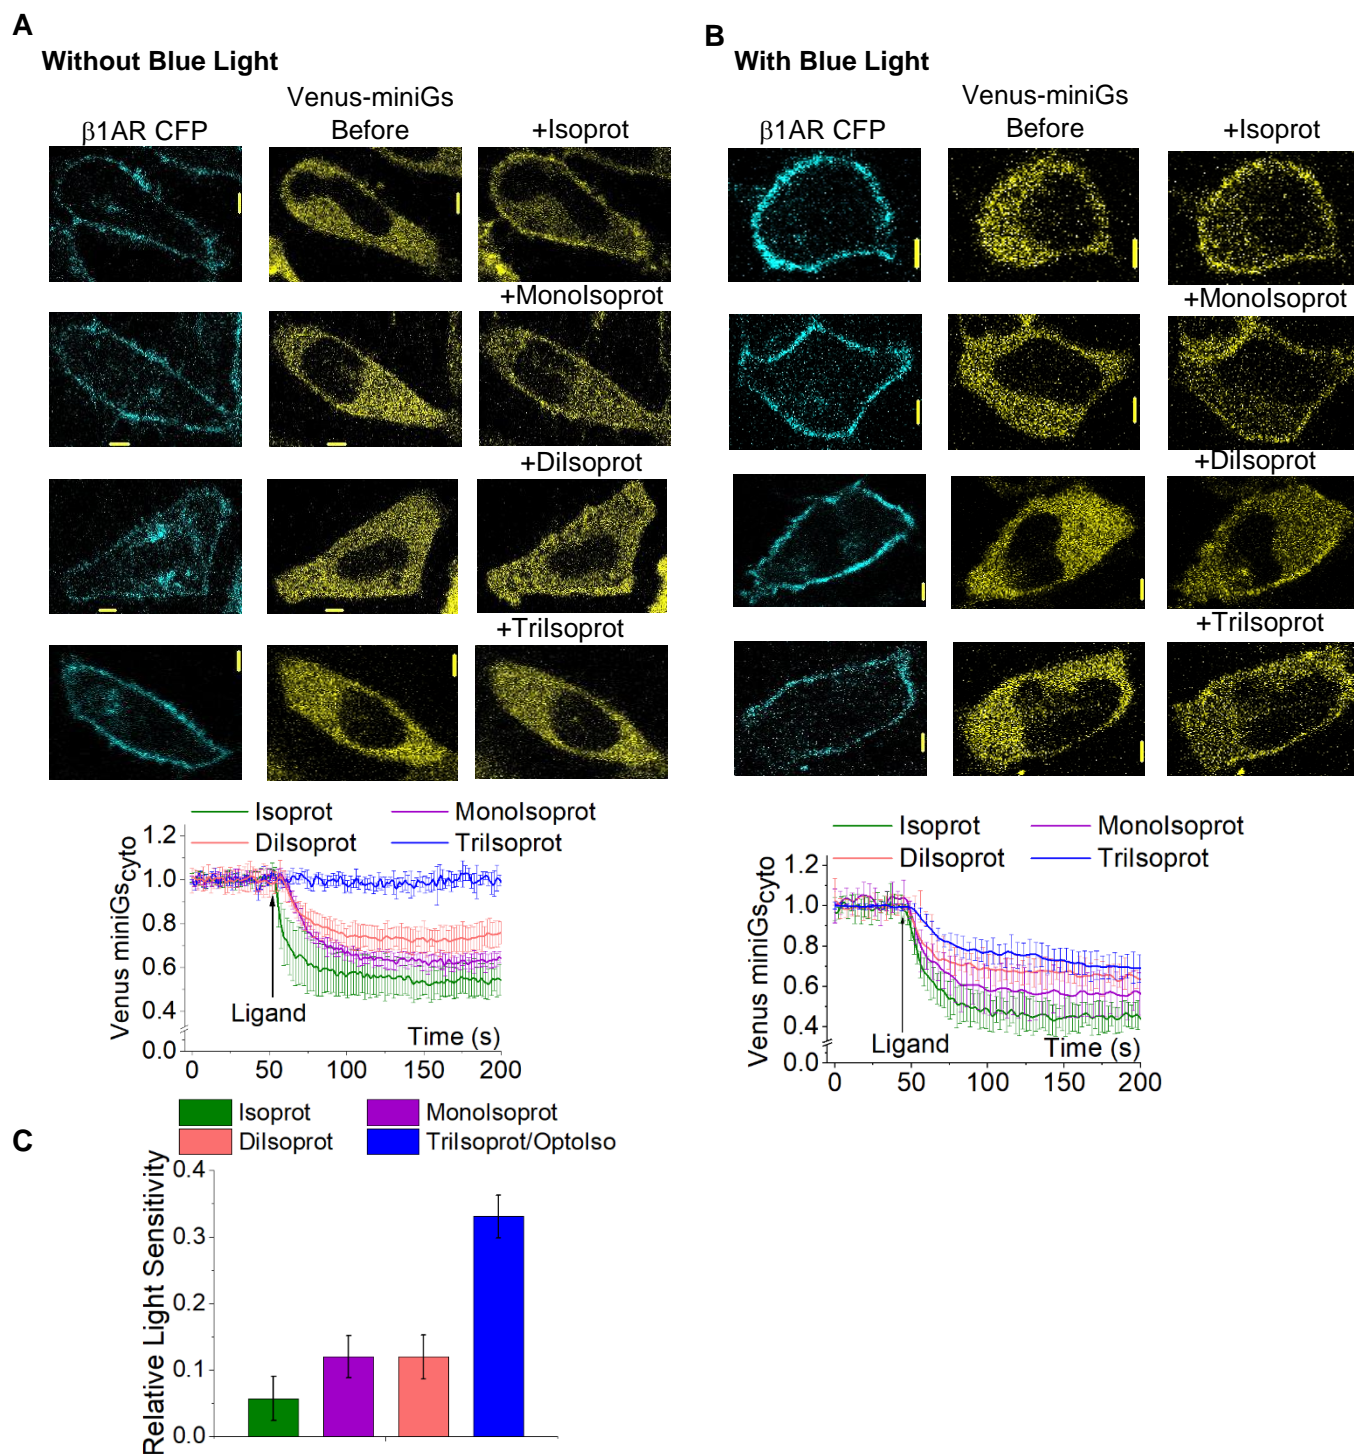 A
Without Blue Light
Venus-miniGs
β1AR CFP
Before
+Isoprot
+MonoIsoprot
+DiIsoprot
+TriIsoprot
Isoprot
MonoIsoprot
DiIsoprot
TriIsoprot
Venus miniGscyto
1.2
1.0
0.8
0.6
0.4
0.0
Ligand
Time (s)
0
50
100
150
200
B
With Blue Light
Venus-miniGs
β1AR CFP
Before
+Isoprot
+MonoIsoprot
+DiIsoprot
+TriIsoprot
Isoprot
MonoIsoprot
DiIsoprot
TriIsoprot
Venus miniGscyto
1.2
1.0
0.8
0.6
0.4
0.0
Ligand
Time (s)
0
50
100
150
200
C
Isoprot
MonoIsoprot
DiIsoprot
TriIsoprot/OptoIso
Relative Light Sensitivity
0.4
0.3
0.2
0.1
0.0